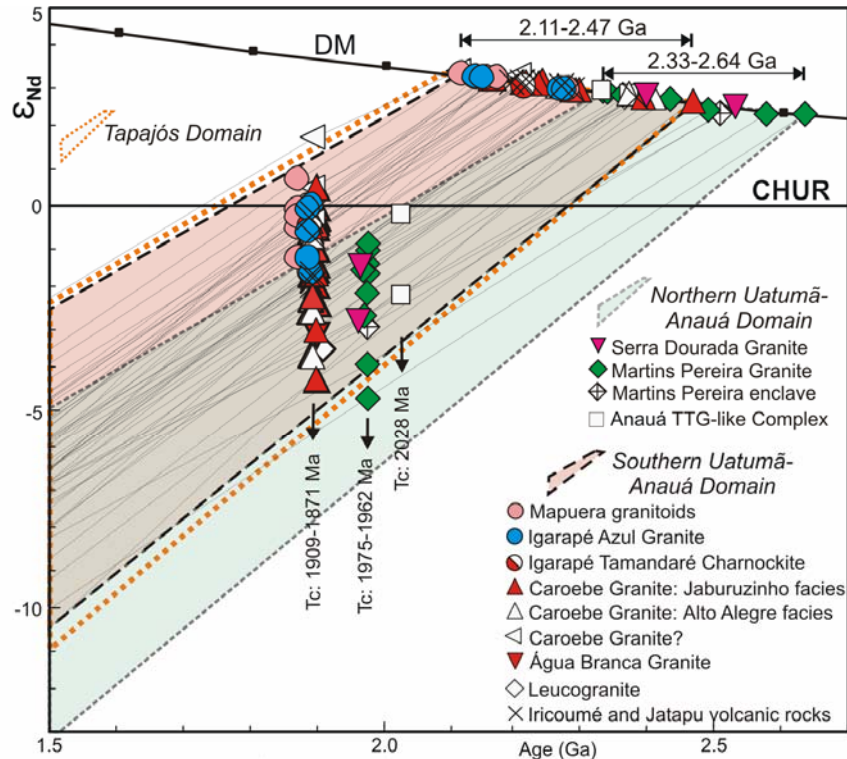 5
2.11-2.47 Ga
DM
2.33-2.64 Ga
εNd
Tapajós Domain
0
CHUR
Northern Uatumã-
Anauá Domain
Serra Dourada Granite
Martins Pereira Granite
Martins Pereira enclave
Anauá TTG-like Complex
-5
Tc: 1909-1871 Ma
Tc: 1975-1962 Ma
Tc: 2028 Ma
Southern Uatumã-
Anauá Domain
Mapuera granitoids
Igarapé Azul Granite
Igarapé Tamandaré Charnockite
Caroebe Granite: Jaburuzinho facies
Caroebe Granite: Alto Alegre facies
Caroebe Granite?
Água Branca Granite
Leucogranite
Iricoumé and Jatapu volcanic rocks
-10
1.5
2.0
Age (Ga)
2.5